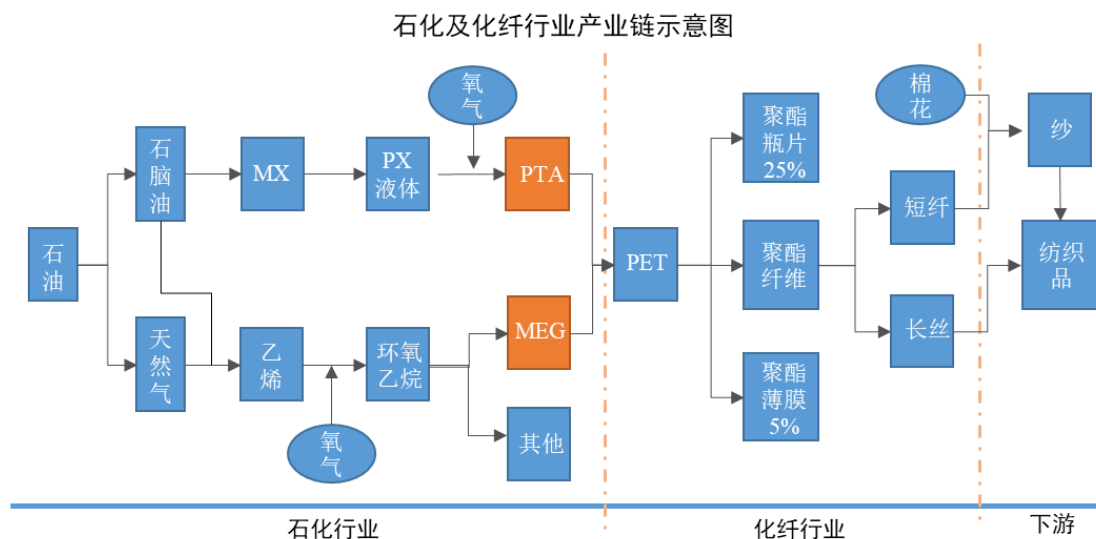 石化及化纤行业产业链示意图
氧
气
棉
花
石
脑
油
MX
PX
液体
PTA
聚酯
瓶片
25%
纱
短纤
石
油
PET
聚酯
纤维
纺织
品
天
然
气
乙
烯
环氧
乙烷
MEG
长丝
聚酯
薄膜
5%
氧
气
其他
石化行业
化纤行业
下游